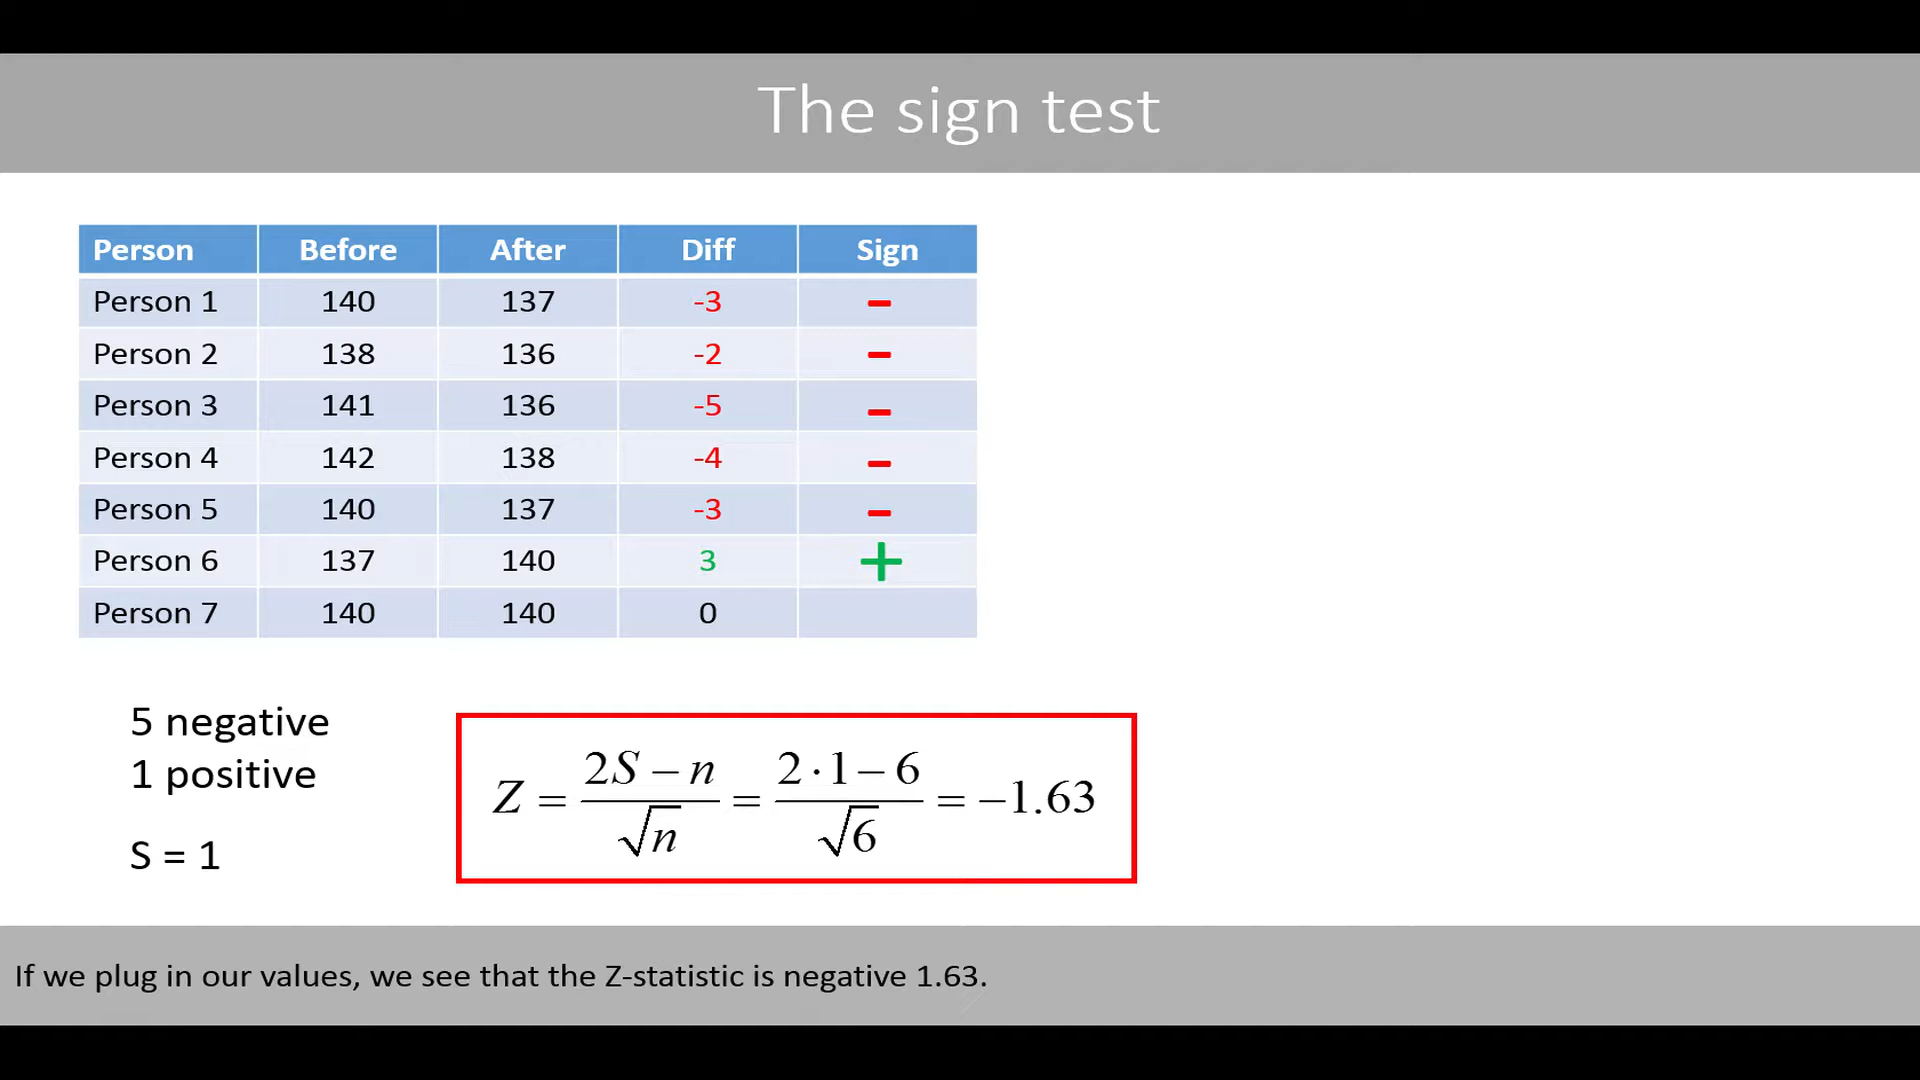 The sign test
Person Before After Diff Sign
Person 1 140 137 -3 -
Person 2 138 136 -2 -
Person 3 141 136 -5 -
Person 4 142 138 -4 -
Person 5 140 137 -3 -
Person 6 137 140 3 +
Person 7 140 140 0
5 negative
1 positive
S = 1
Z = (2S – n)/√n = (2·1 – 6)/√6 = –1.63
If we plug in our values, we see that the Z-statistic is negative 1.63.